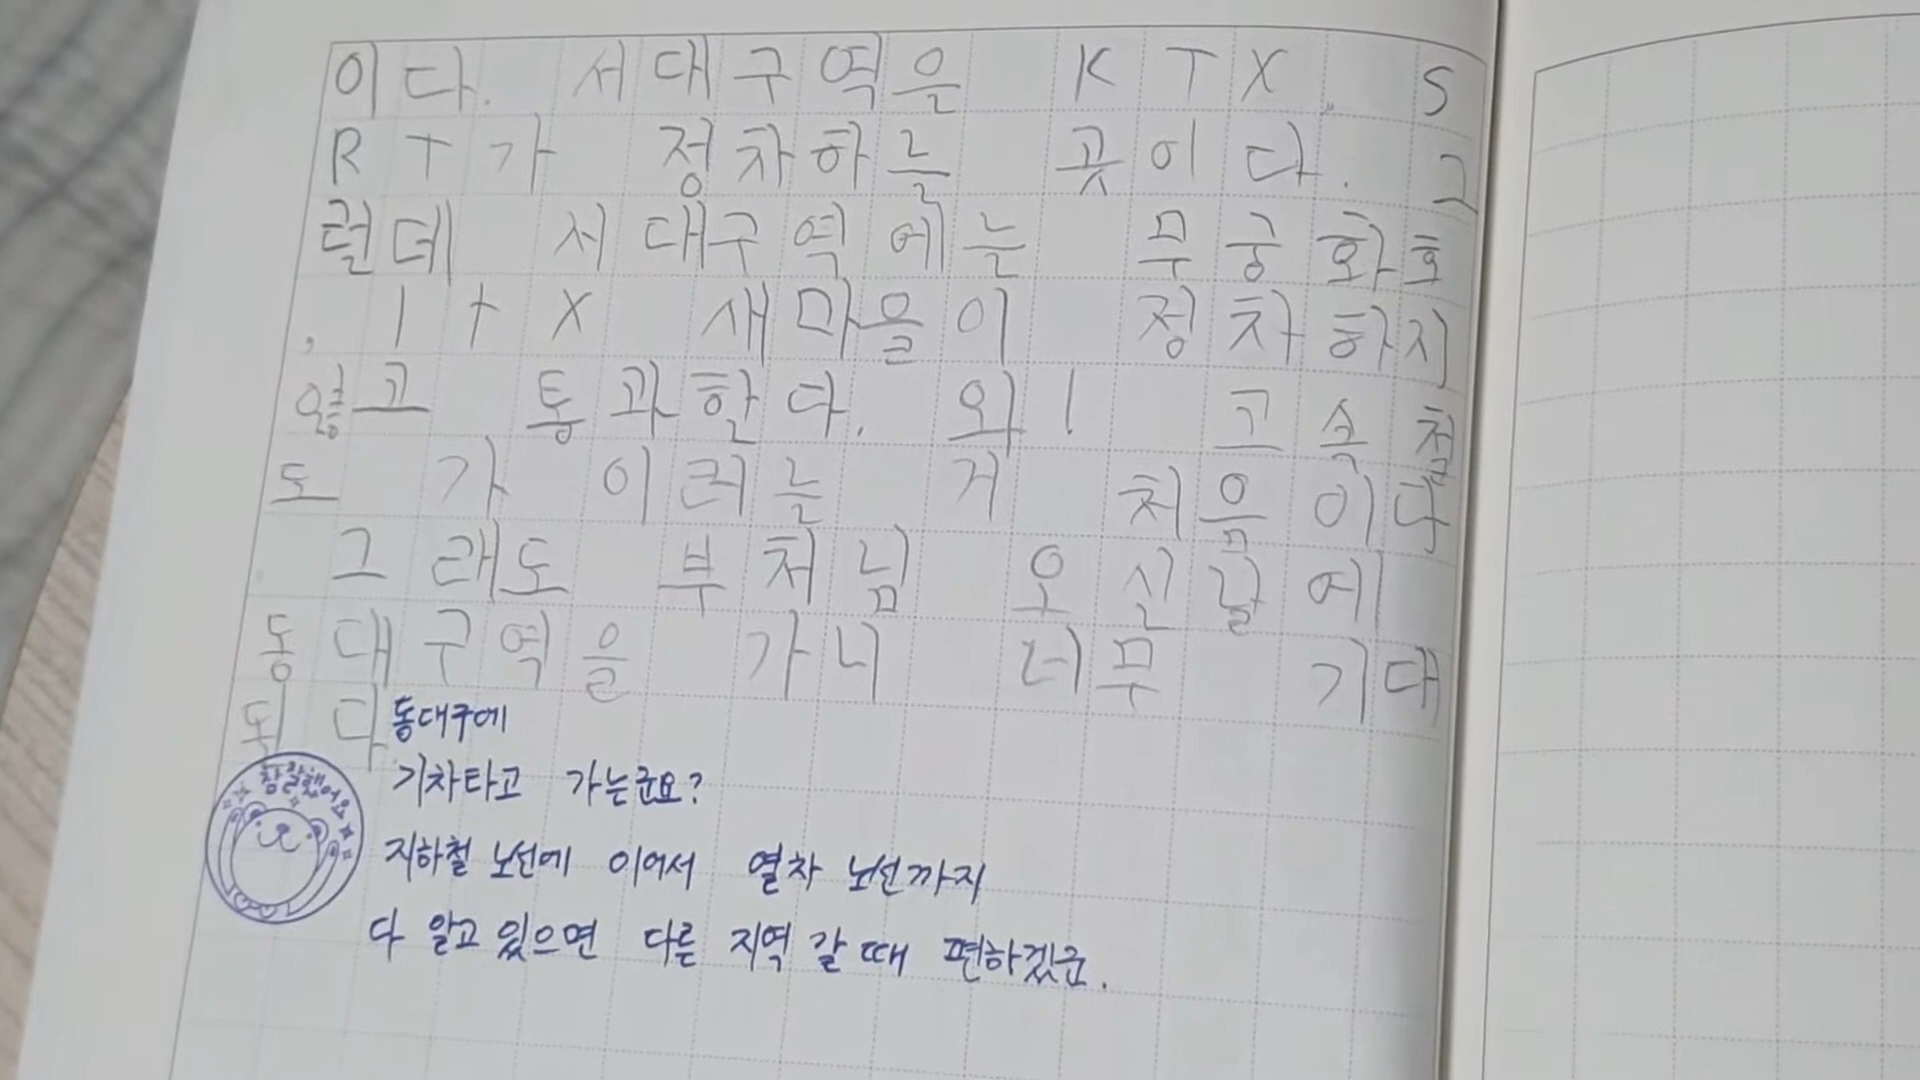 이다. 서대구역은 KTX, S
RT가 정차하는 곳이다. 그
런데 서대구역에는 무궁화호
, ITX 새마을이 정차하지
않고 통과한다. 와! 고속철
도 가 이러는 거 처음이다
. 그래도 부처님 오신날에
동대구역을 가니 너무 기대
된다
동대구에
기차타고 가는군요?
지하철 노선에 이어서 열차 노선까지
다 알고 있으면 다른 지역 갈 때 편하겠군.
참 잘했어요